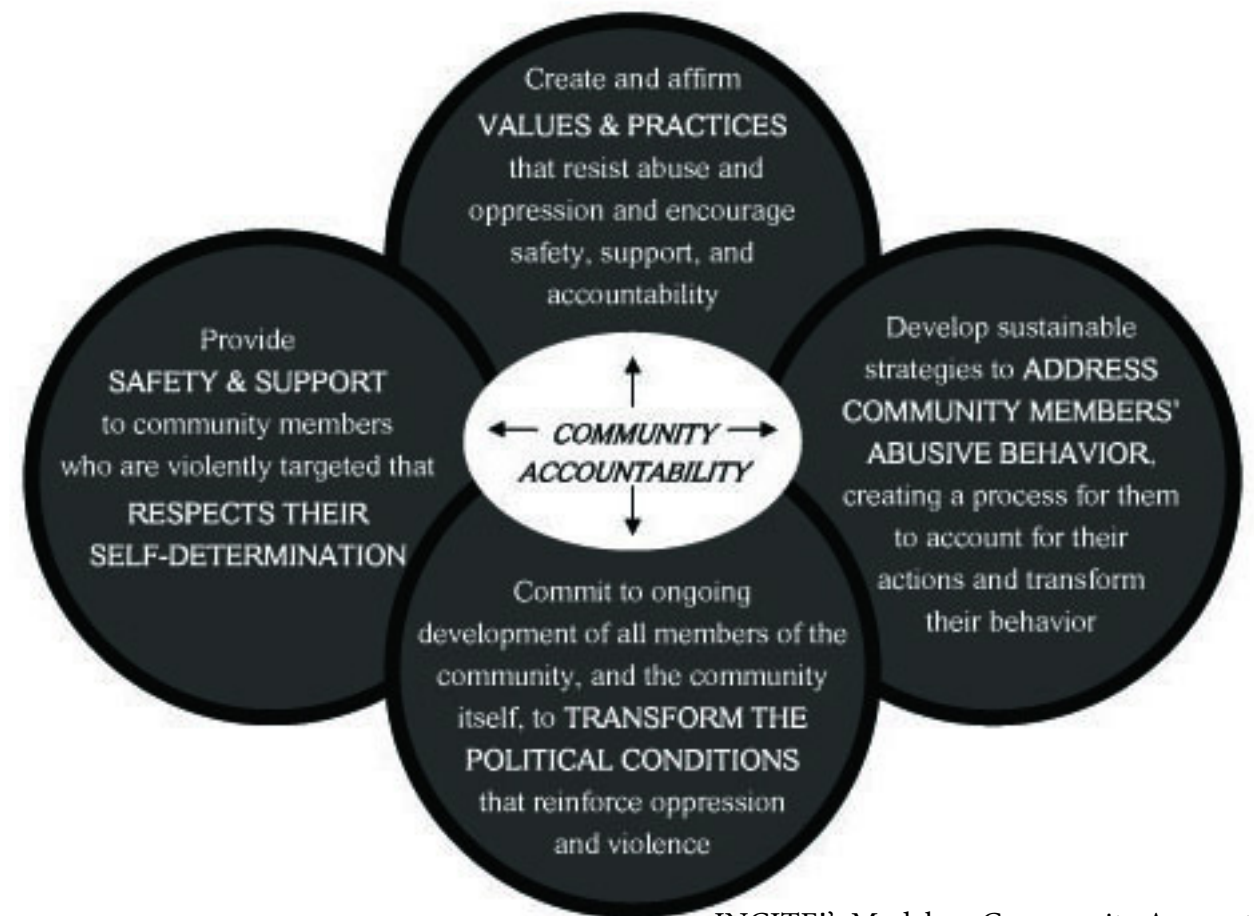 Create and affirm
VALUES & PRACTICES
that resist abuse and
oppression and encourage
safety, support, and
accountability
Provide
SAFETY & SUPPORT
to community members
who are violently targeted that
RESPECTS THEIR
SELF-DETERMINATION
COMMUNITY
ACCOUNTABILITY
Develop sustainable
strategies to ADDRESS
COMMUNITY MEMBERS'
ABUSIVE BEHAVIOR,
creating a process for them
to account for their
actions and transform
their behavior
Commit to ongoing
development of all members of the
community, and the community
itself, to TRANSFORM THE
POLITICAL CONDITIONS
that reinforce oppression
and violence